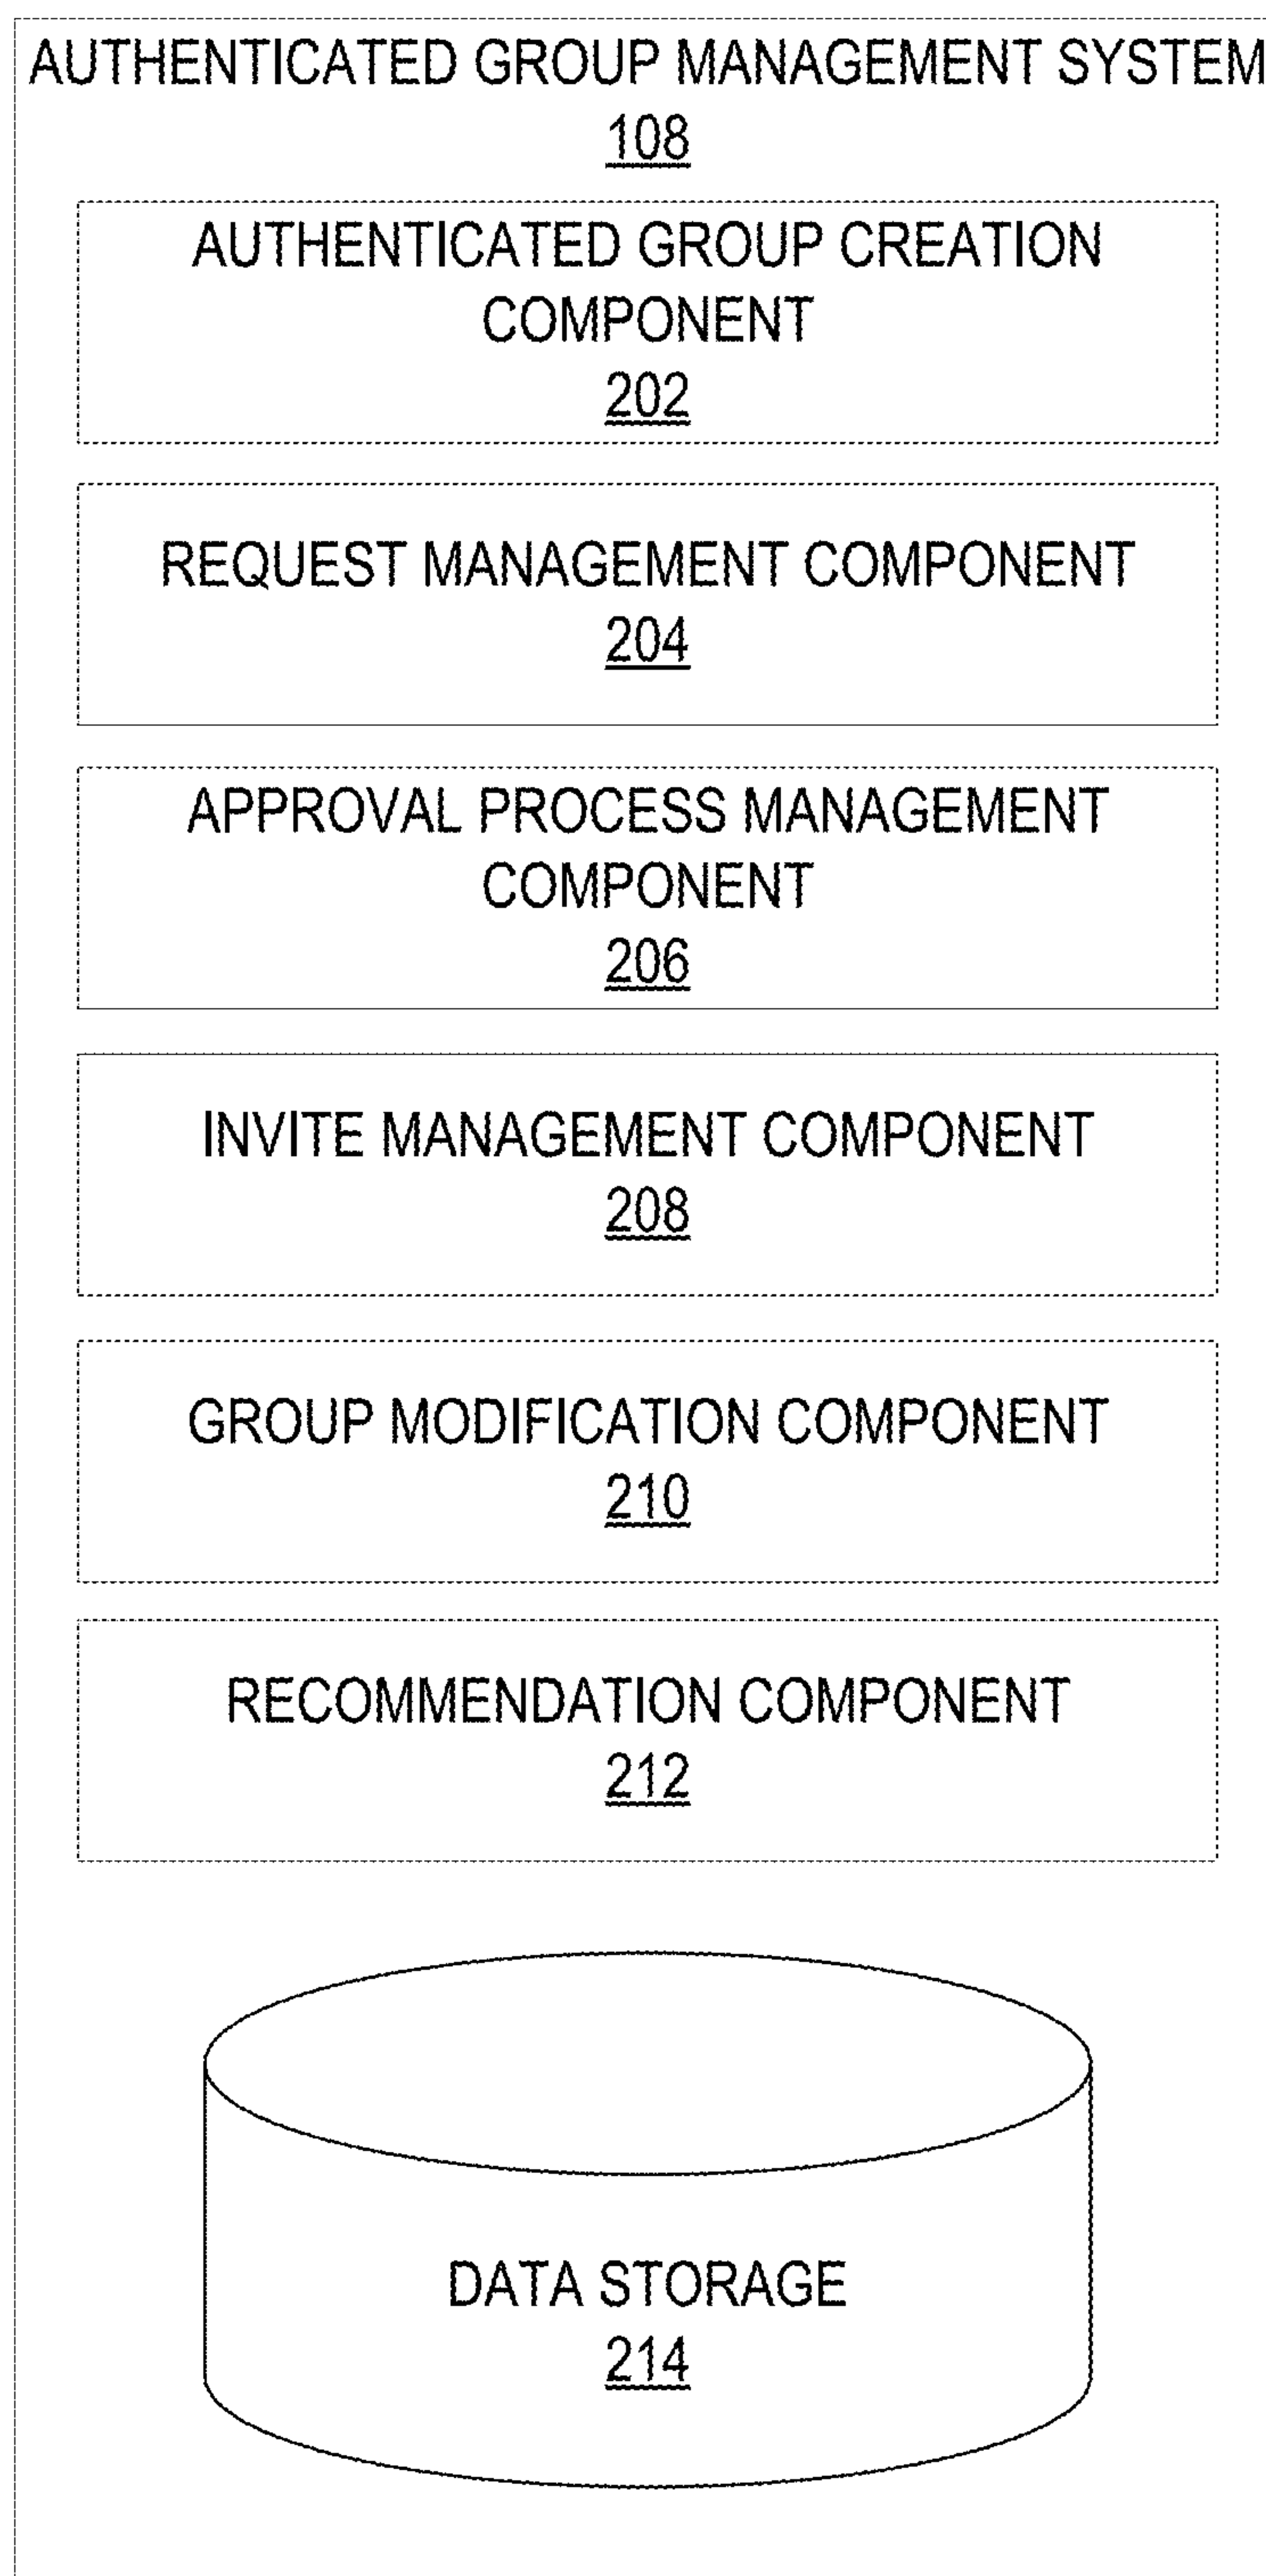 AUTHENTICATED GROUP MANAGEMENT SYSTEM
108
AUTHENTICATED GROUP CREATION
COMPONENT
202
REQUEST MANAGEMENT COMPONENT
204
APPROVAL PROCESS MANAGEMENT
COMPONENT
206
INVITE MANAGEMENT COMPONENT
208
GROUP MODIFICATION COMPONENT
210
RECOMMENDATION COMPONENT
212
DATA STORAGE
214